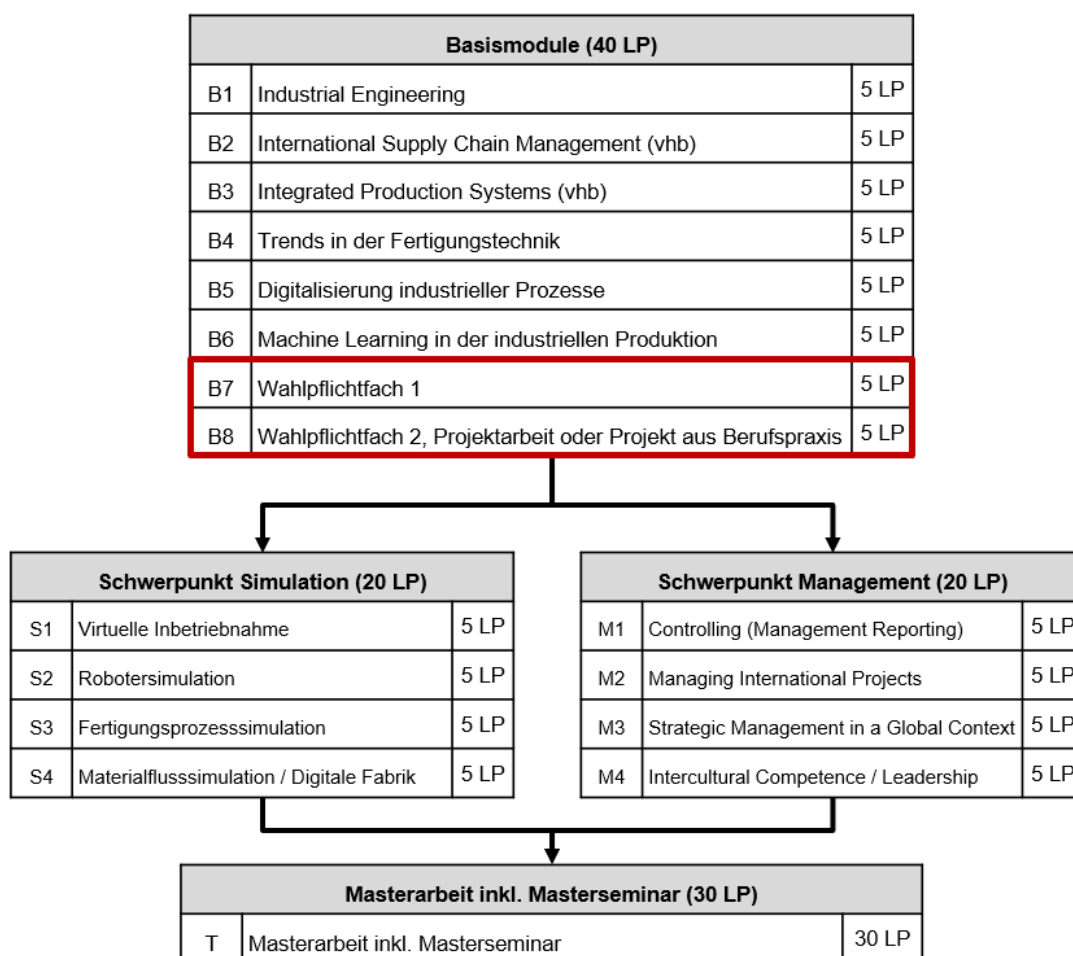 Basismodule (40 LP)
B1 Industrial Engineering 5 LP
B2 International Supply Chain Management (vhb) 5 LP
B3 Integrated Production Systems (vhb) 5 LP
B4 Trends in der Fertigungstechnik 5 LP
B5 Digitalisierung industrieller Prozesse 5 LP
B6 Machine Learning in der industriellen Produktion 5 LP
B7 Wahlpflichtfach 1 5 LP
B8 Wahlpflichtfach 2, Projektarbeit oder Projekt aus Berufspraxis 5 LP
Schwerpunkt Simulation (20 LP)
S1 Virtuelle Inbetriebnahme 5 LP
S2 Robotersimulation 5 LP
S3 Fertigungsprozesssimulation 5 LP
S4 Materialflusssimulation / Digitale Fabrik 5 LP
Schwerpunkt Management (20 LP)
M1 Controlling (Management Reporting) 5 LP
M2 Managing International Projects 5 LP
M3 Strategic Management in a Global Context 5 LP
M4 Intercultural Competence / Leadership 5 LP
Masterarbeit inkl. Masterseminar (30 LP)
T Masterarbeit inkl. Masterseminar 30 LP